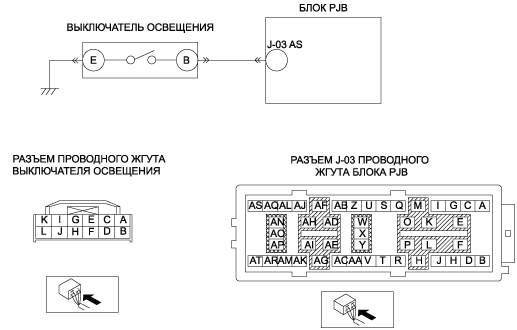 БЛОК PJB
ВЫКЛЮЧАТЕЛЬ ОСВЕЩЕНИЯ
J-03 AS
E B
РАЗЪЕМ ПРОВОДНОГО ЖГУТА
ВЫКЛЮЧАТЕЛЯ ОСВЕЩЕНИЯ
K I G E C A
L J H F D B
РАЗЪЕМ J-03 ПРОВОДНОГО
ЖГУТА БЛОКА PJB
AS AQ AL AJ AF AB Z U S Q M I G C A
AN AH AD W O K E
AO X
AP AI AE Y P L F
AT AR AM AK AG AC AA V T R H J H D B